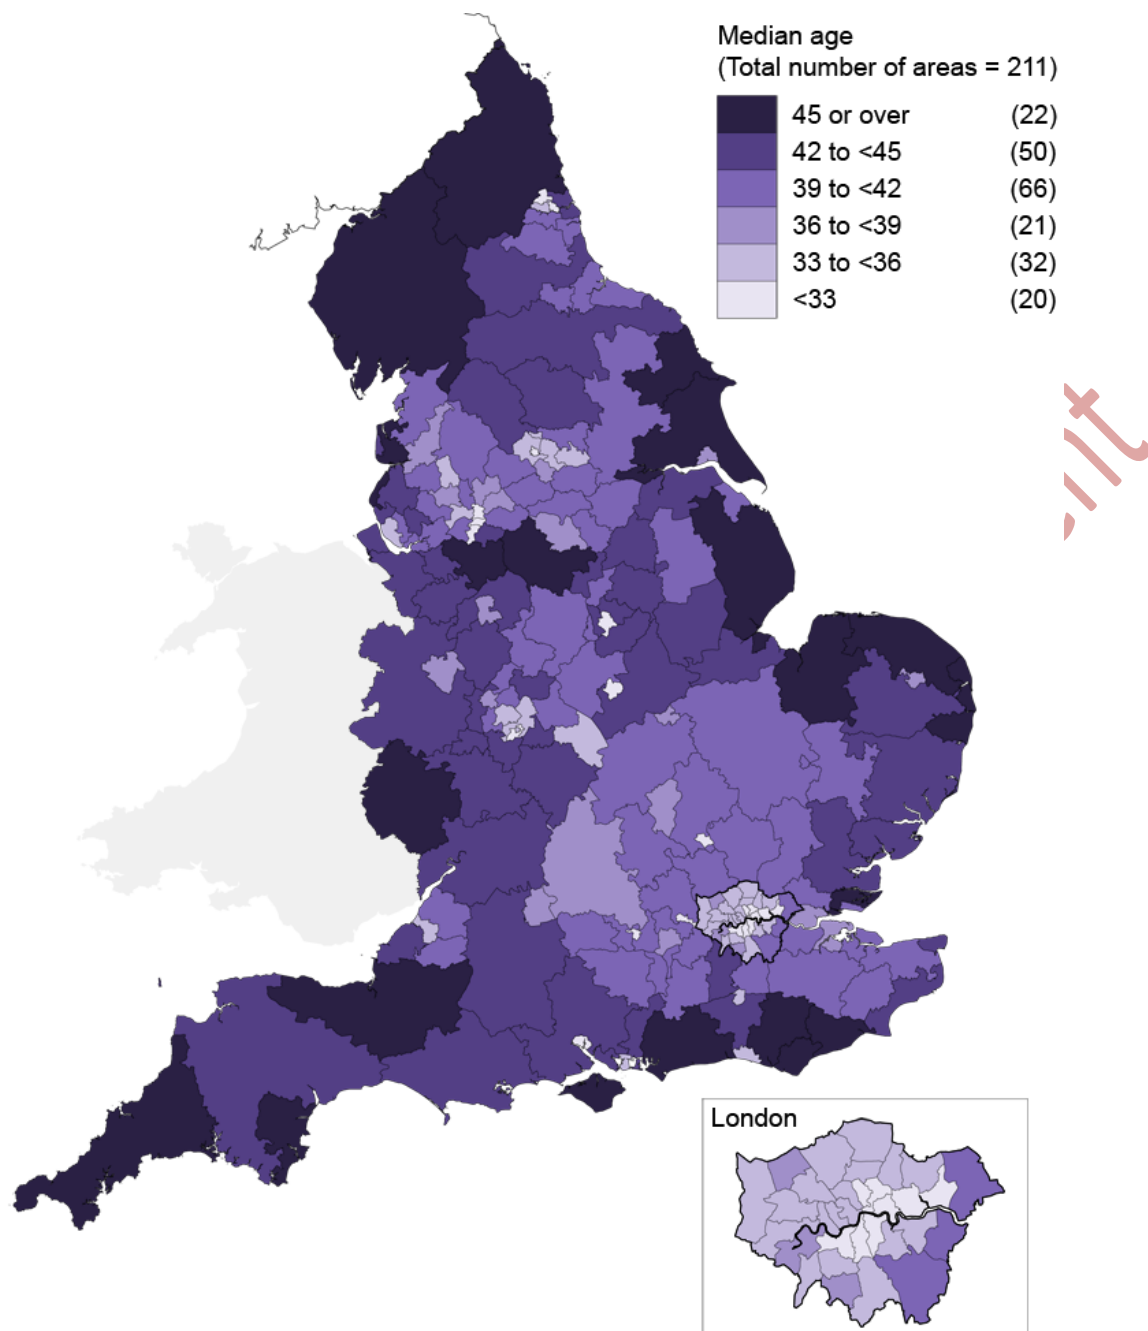 Median age
(Total number of areas = 211)
45 or over (22)
42 to <45 (50)
39 to <42 (66)
36 to <39 (21)
33 to <36 (32)
<33 (20)
London